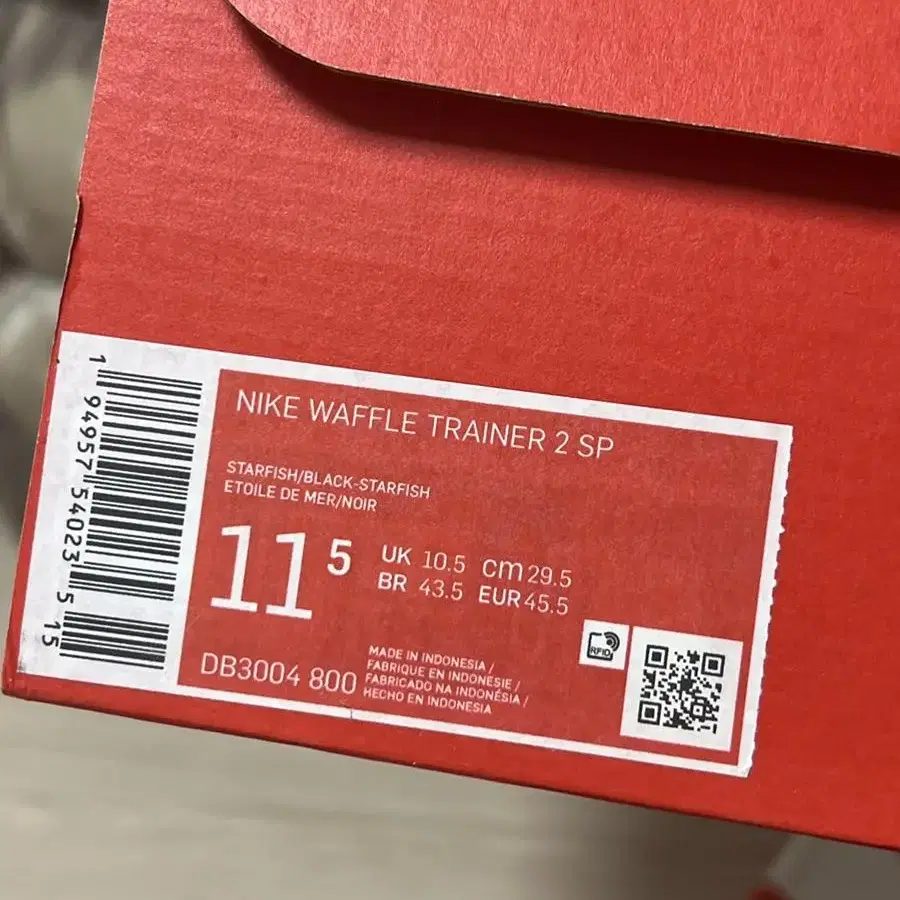 1 94957 54023 5 15
NIKE WAFFLE TRAINER 2 SP
STARFISH/BLACK-STARFISH
ETOILE DE MER/NOIR
11 5
UK 10.5 CM 29.5
BR 43.5 EUR 45.5
DB3004 800
MADE IN INDONESIA /
FABRIQUE EN INDONESIE /
FABRICADO NA INDONÉSIA /
HECHO EN INDONESIA
RFID